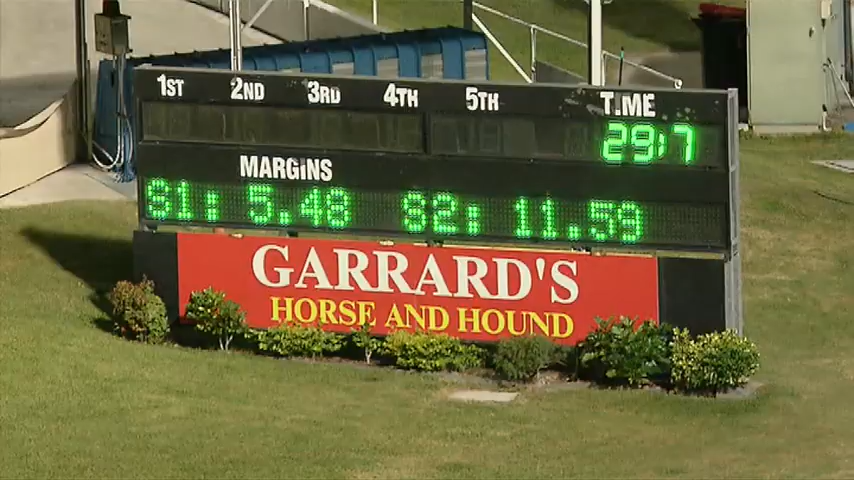 1ST 2ND 3RD 4TH 5TH TIME
29:7
MARGINS
S1: 5.48 S2: 11.59
GARRARD'S
HORSE AND HOUND